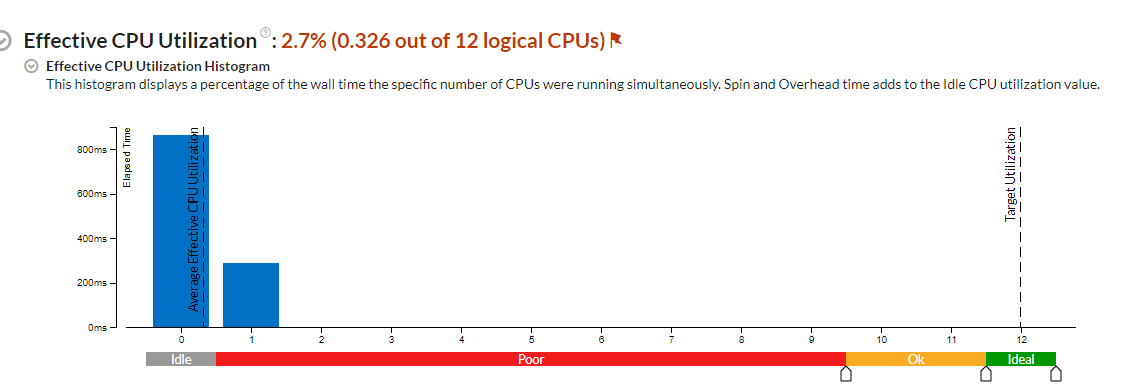 Effective CPU Utilization ?: 2.7% (0.326 out of 12 logical CPUs)
Effective CPU Utilization Histogram
This histogram displays a percentage of the wall time the specific number of CPUs were running simultaneously. Spin and Overhead time adds to the Idle CPU utilization value.
Elapsed Time
800ms
600ms
400ms
200ms
0ms
Average Effective CPU Utilization
Target Utilization
0 1 2 3 4 5 6 7 8 9 10 11 12
Idle Poor Ok Ideal